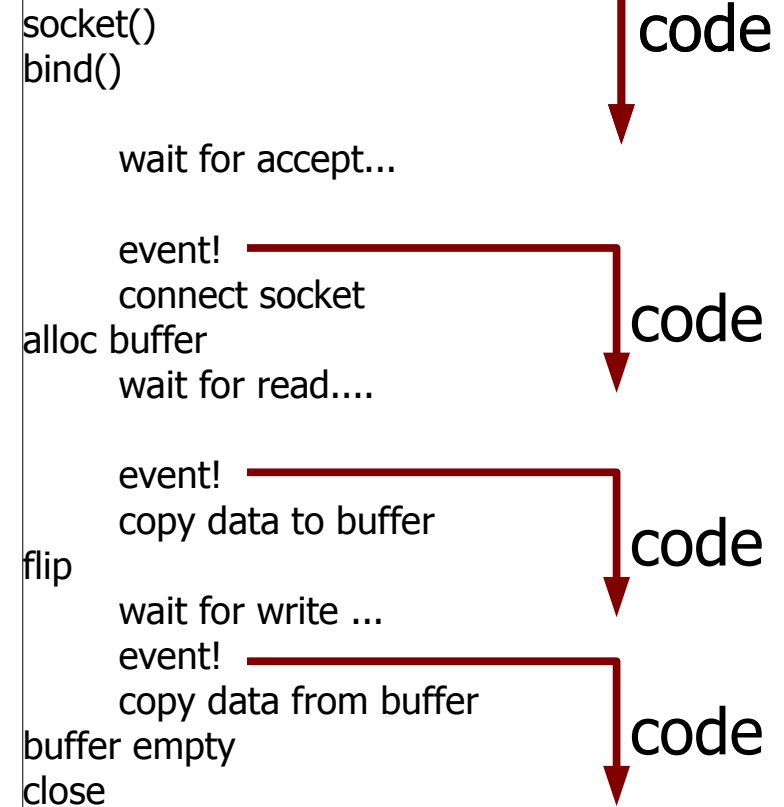 socket()
code
bind()
wait for accept...
event!
connect socket
code
alloc buffer
wait for read....
event!
copy data to buffer
code
flip
wait for write ...
event!
copy data from buffer
code
buffer empty
close